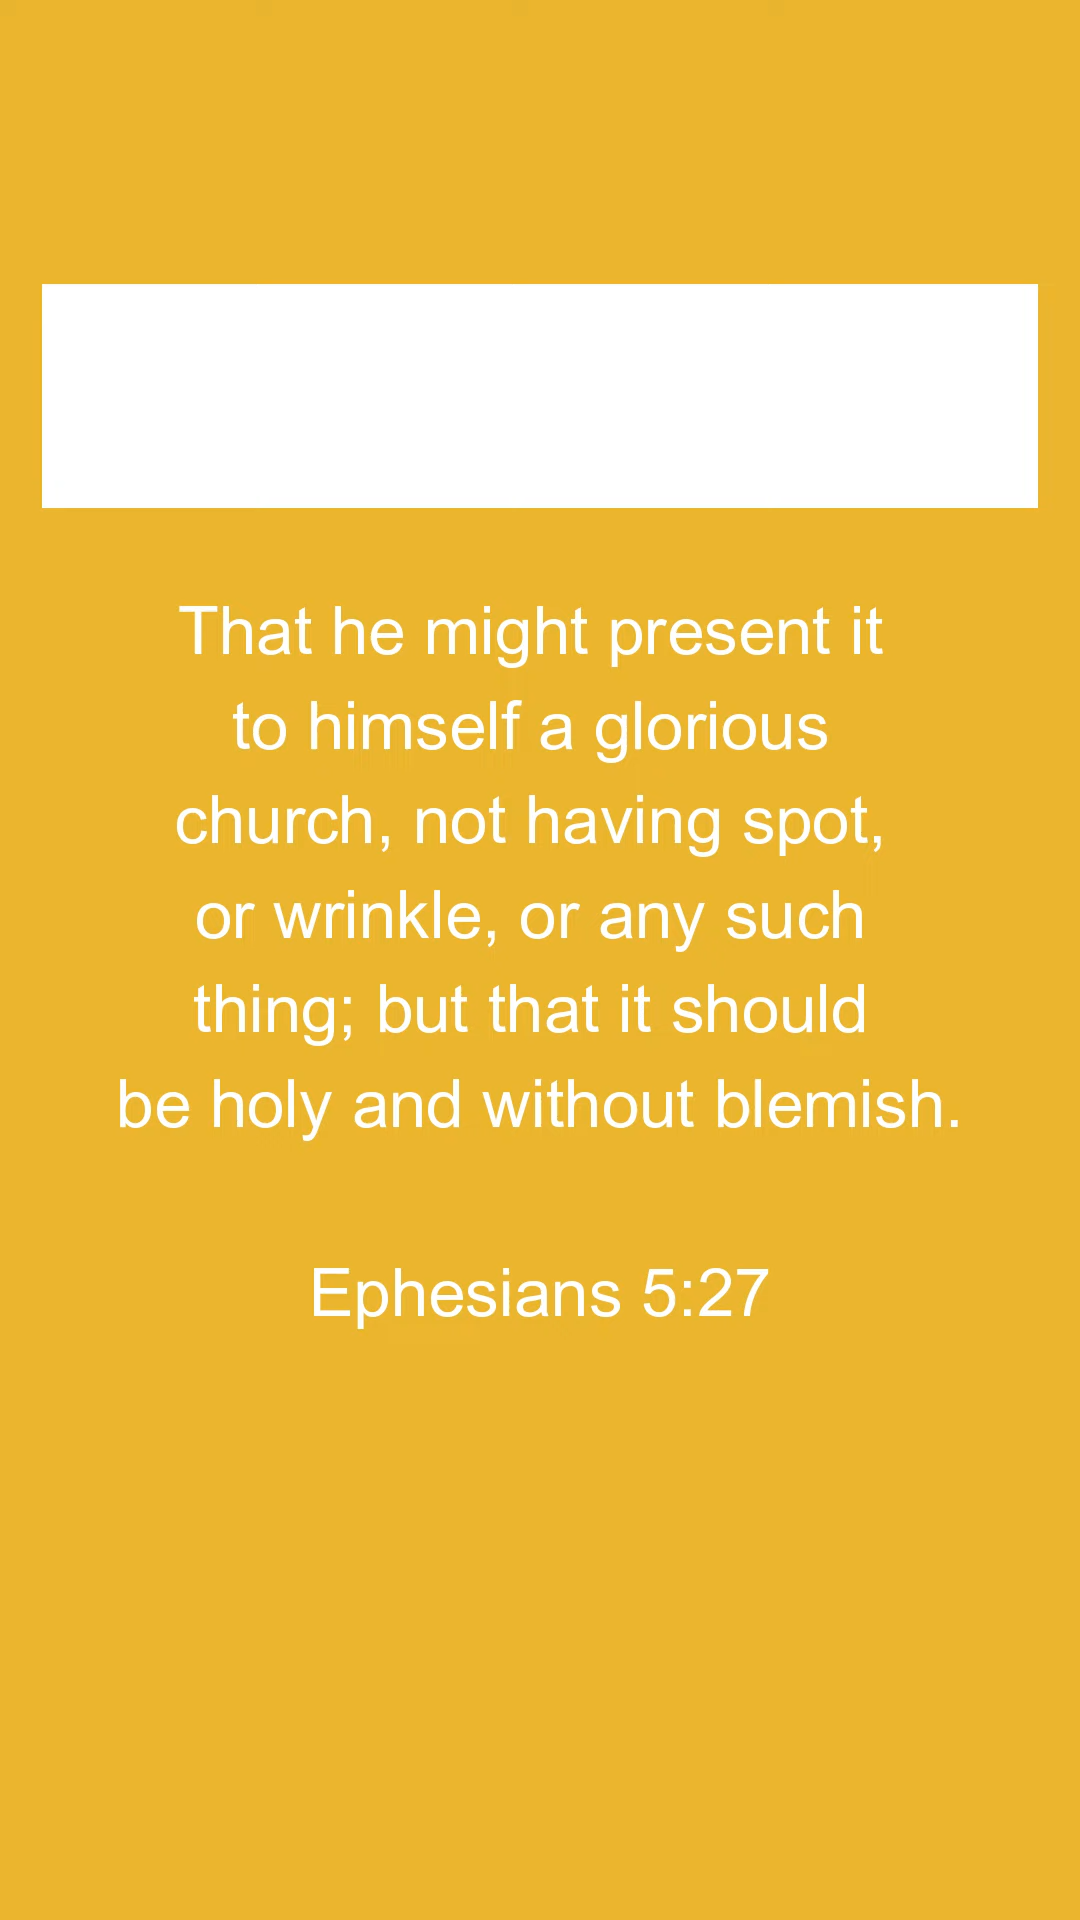 That he might present it
to himself a glorious
church, not having spot,
or wrinkle, or any such
thing; but that it should
be holy and without blemish.
Ephesians 5:27